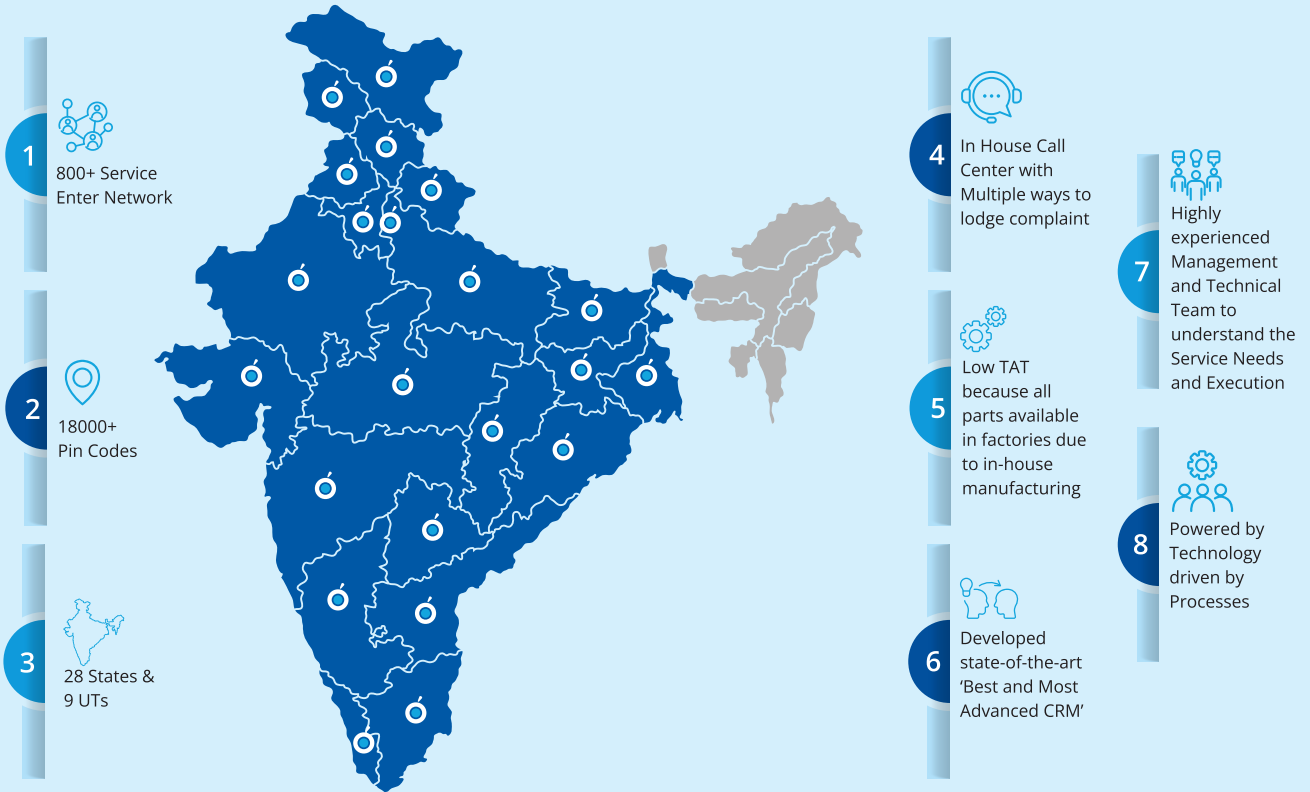 1
800+ Service
Enter Network
2
18000+
Pin Codes
3
28 States &
9 UTs
4
In House Call
Center with
Multiple ways to
lodge complaint
5
Low TAT
because all
parts available
in factories due
to in-house
manufacturing
6
Developed
state-of-the-art
‘Best and Most
Advanced CRM’
7
Highly
experienced
Management
and Technical
Team to
understand the
Service Needs
and Execution
8
Powered by
Technology
driven by
Processes